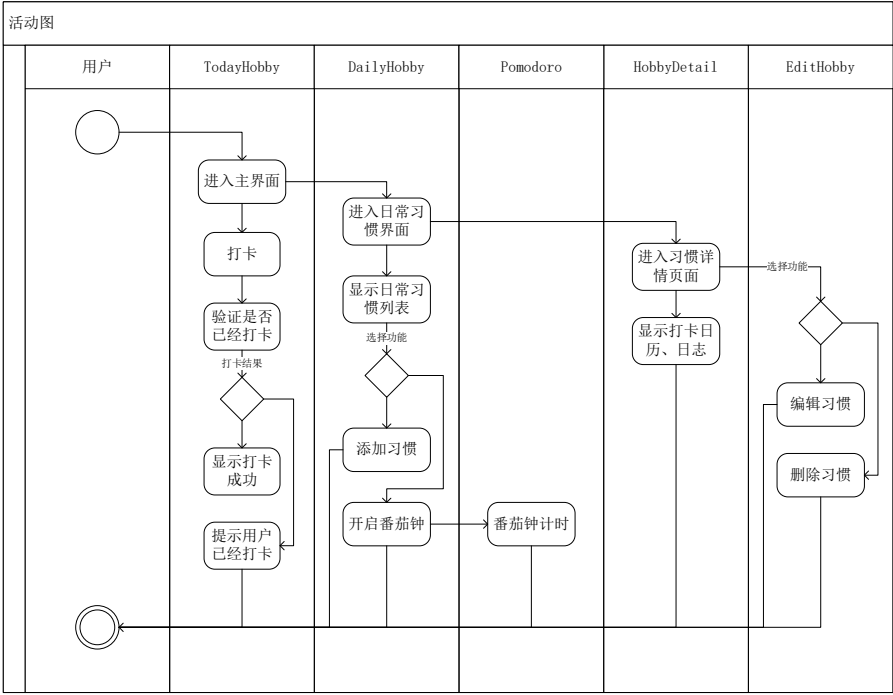 活动图
用户
TodayHobby
DailyHobby
Pomodoro
HobbyDetail
EditHobby
进入主界面
打卡
验证是否
已经打卡
打卡结果
显示打卡
成功
提示用户
已经打卡
进入日常习
惯界面
显示日常习
惯列表
选择功能
添加习惯
开启番茄钟
番茄钟计时
进入习惯详
情页面
显示打卡日
历、日志
选择功能
编辑习惯
删除习惯